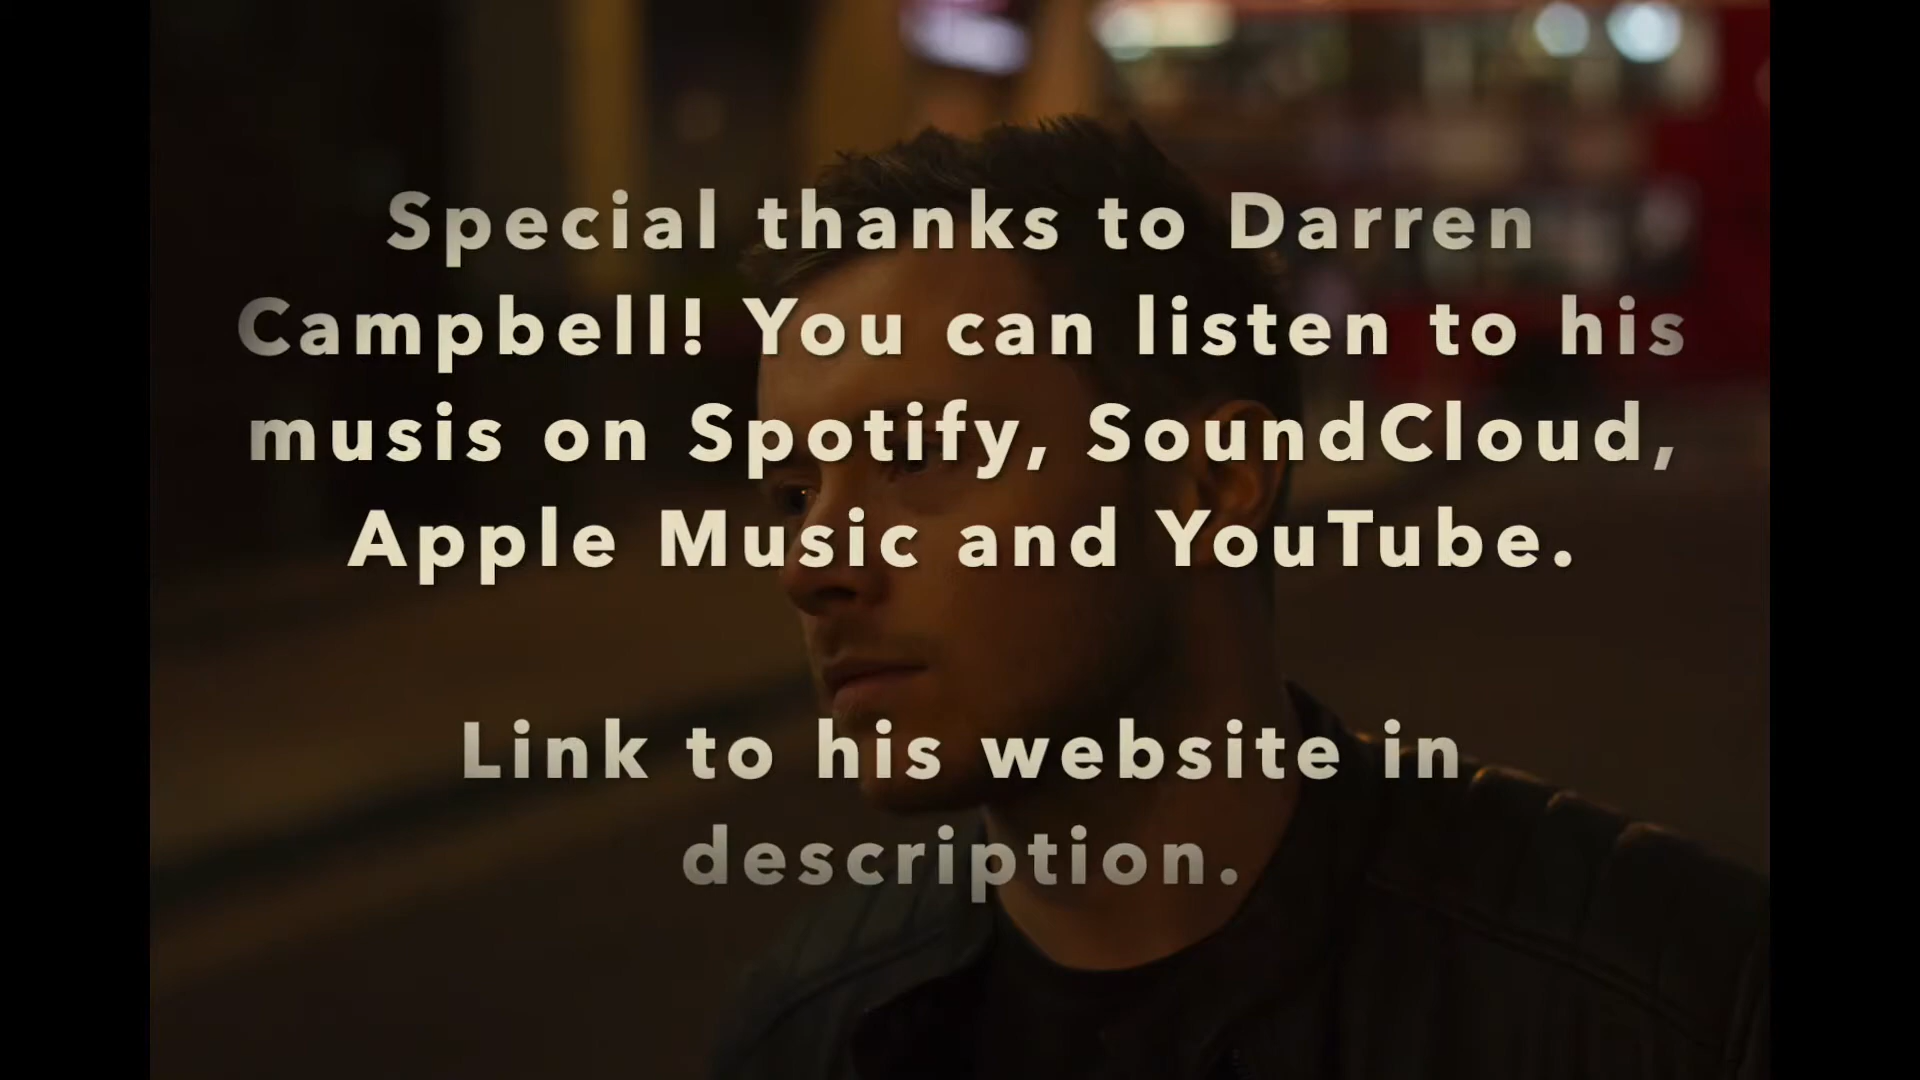 Special thanks to Darren
Campbell! You can listen to his
musis on Spotify, SoundCloud,
Apple Music and YouTube.
Link to his website in
description.